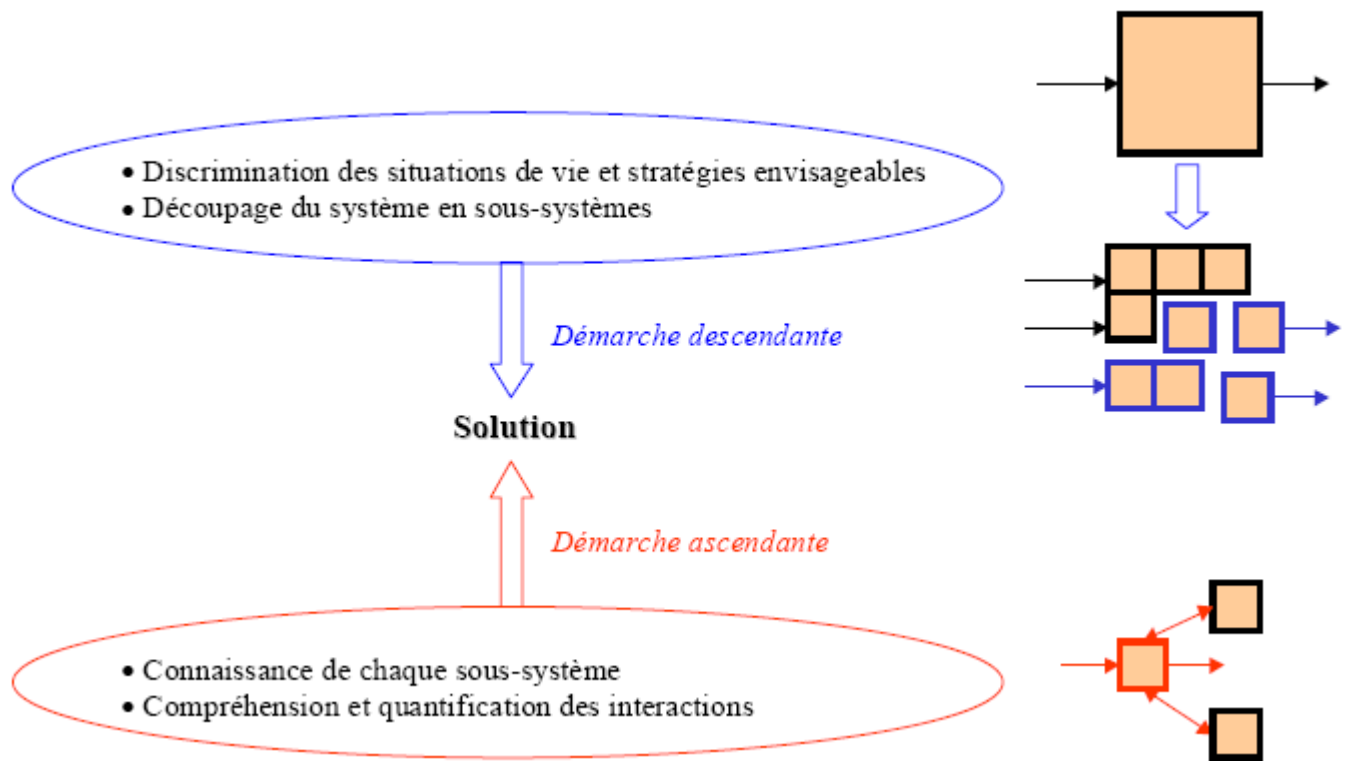 • Discrimination des situations de vie et stratégies envisageables
• Découpage du système en sous-systèmes
Démarche descendante
Solution
Démarche ascendante
• Connaissance de chaque sous-système
• Compréhension et quantification des interactions